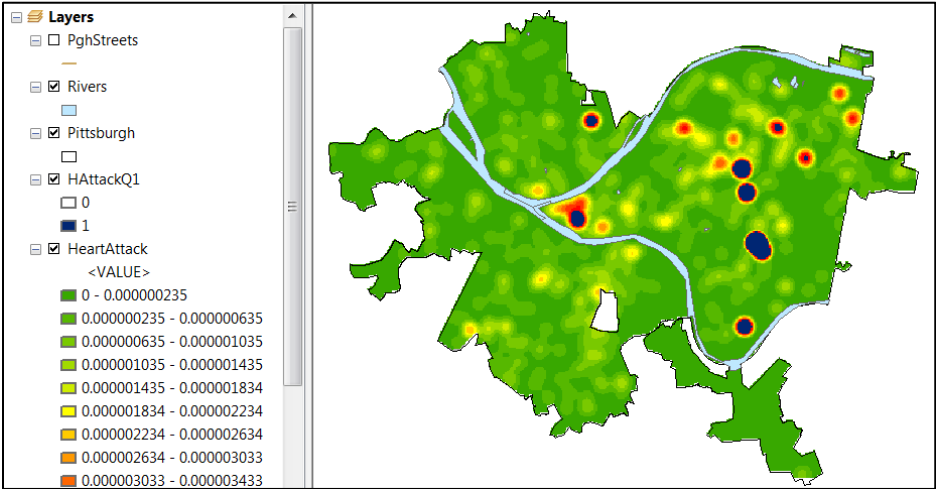 Layers
PghStreets
Rivers
Pittsburgh
HAttackQ1
0
1
HeartAttack
<VALUE>
0 - 0.000000235
0.000000235 - 0.000000635
0.000000635 - 0.000001035
0.000001035 - 0.000001435
0.000001435 - 0.000001834
0.000001834 - 0.000002234
0.000002234 - 0.000002634
0.000002634 - 0.000003033
0.000003033 - 0.000003433